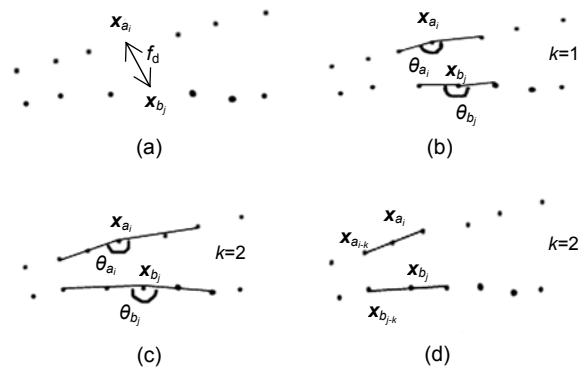 x_{a_i}
f_d
x_{b_j}
(a)
x_{a_i}
θ_{a_i}
x_{b_j}
k=1
θ_{b_j}
(b)
x_{a_i}
k=2
θ_{a_i}
x_{b_j}
θ_{b_j}
(c)
x_{a_i}
x_{a_{i-k}}
k=2
x_{b_j}
x_{b_{j-k}}
(d)